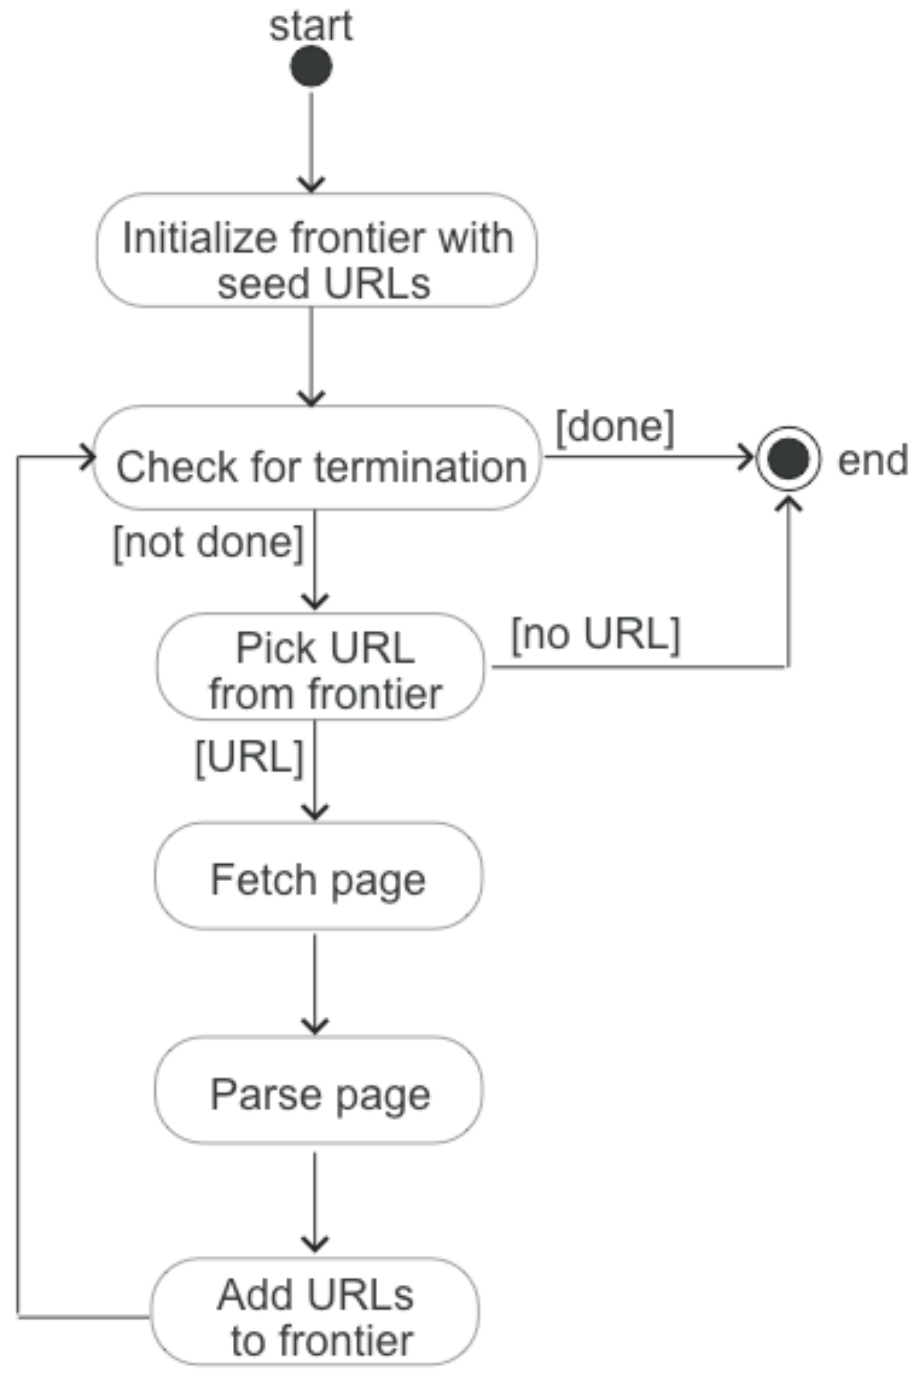 start
Initialize frontier with
seed URLs
[done]
Check for termination
end
[not done]
Pick URL
from frontier
[no URL]
[URL]
Fetch page
Parse page
Add URLs
to frontier